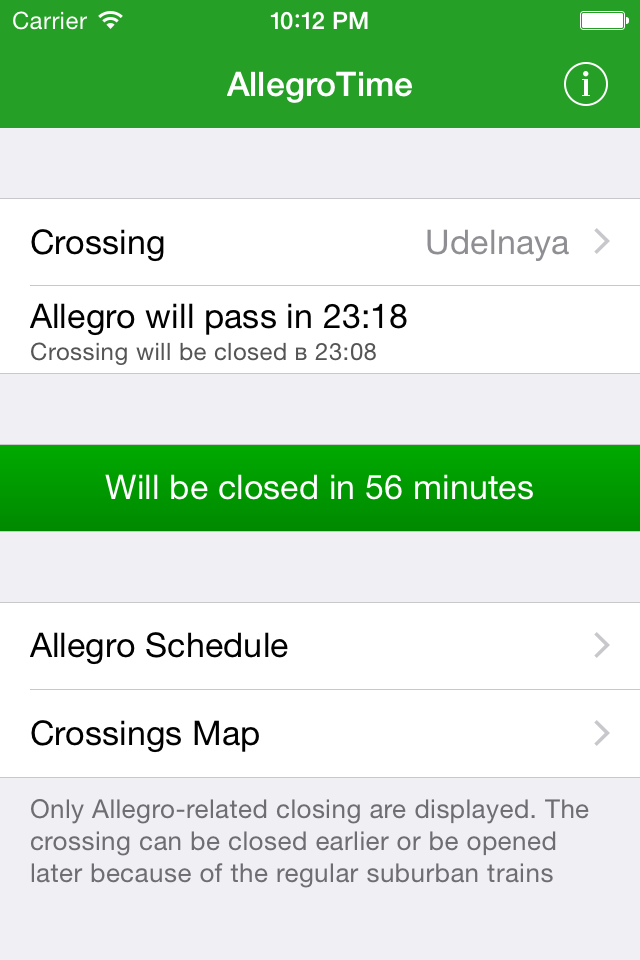 Carrier 10:12 PM
AllegroTime
Crossing Udelnaya
Allegro will pass in 23:18
Crossing will be closed в 23:08
Will be closed in 56 minutes
Allegro Schedule
Crossings Map
Only Allegro-related closing are displayed. The
crossing can be closed earlier or be opened
later because of the regular suburban trains